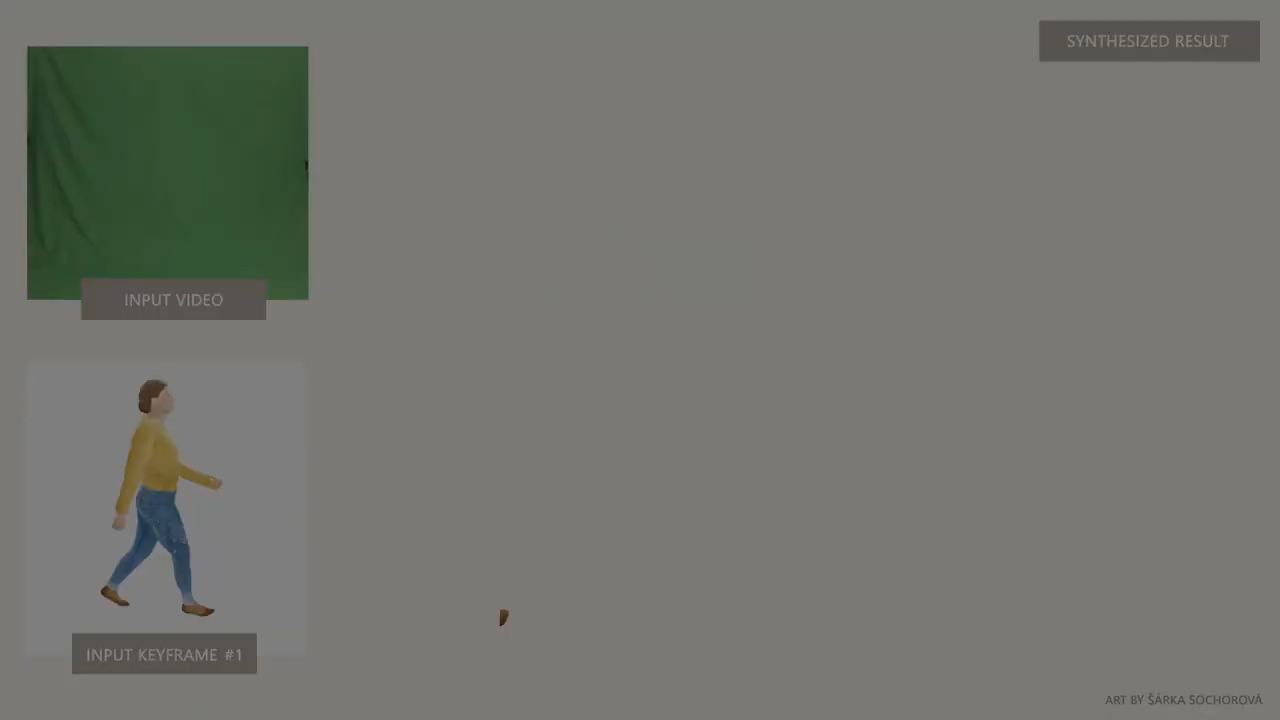 SYNTHESIZED RESULT
INPUT VIDEO
INPUT KEYFRAME #1
ART BY ŠÁRKA SOCHOROVÁ